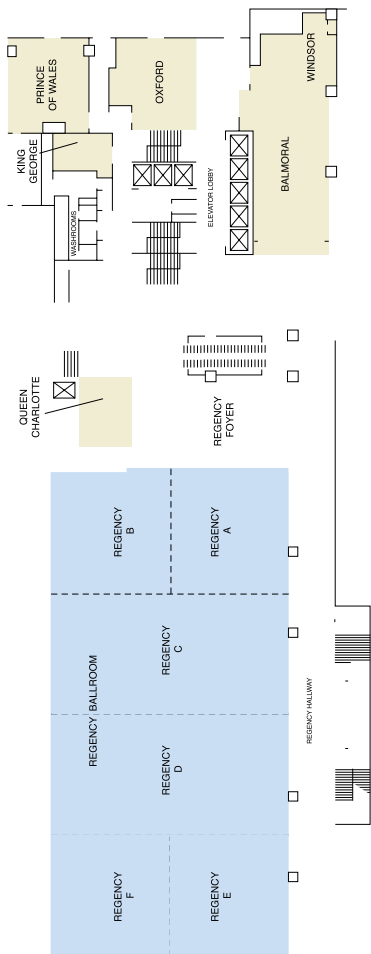 PRINCE
OF WALES
OXFORD
WINDSOR
KING
GEORGE
BALMORAL
WASHROOMS
ELEVATOR LOBBY
QUEEN
CHARLOTTE
REGENCY
FOYER
REGENCY
B
REGENCY
A
REGENCY
C
REGENCY BALLROOM
REGENCY HALLWAY
REGENCY
D
REGENCY
F
REGENCY
E